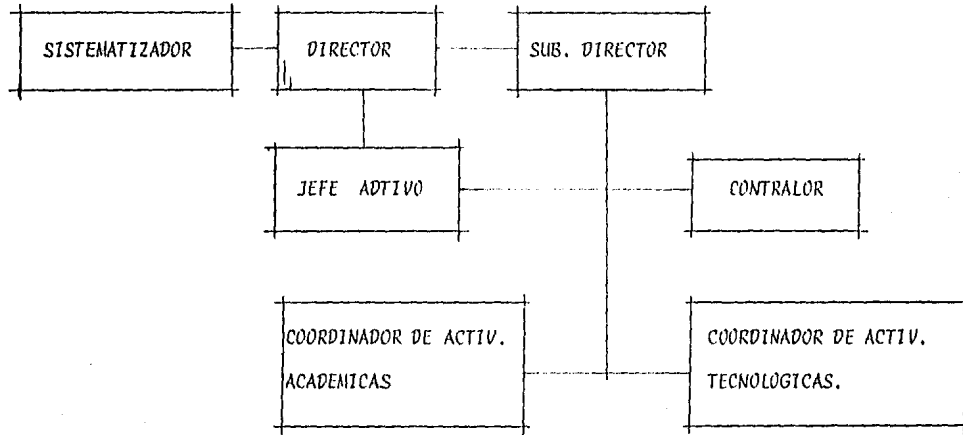 SISTEMATIZADOR
DIRECTOR
SUB. DIRECTOR
JEFE ADTIVO
CONTRALOR
COORDINADOR DE ACTIV.
ACADEMICAS
COORDINADOR DE ACTIV.
TECNOLOGICAS.